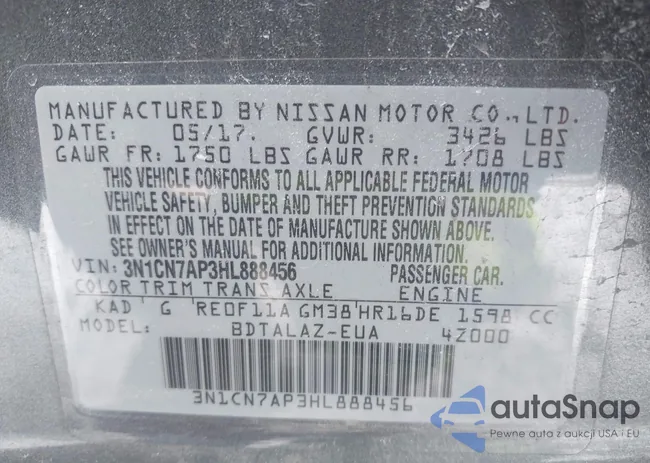 MANUFACTURED BY NISSAN MOTOR CO., LTD.
DATE: 05/17. GVWR: 3426 LBS
GAWR FR: 1750 LBS GAWR RR: 1708 LBS
THIS VEHICLE CONFORMS TO ALL APPLICABLE FEDERAL MOTOR
VEHICLE SAFETY, BUMPER AND THEFT PREVENTION STANDARDS
IN EFFECT ON THE DATE OF MANUFACTURE SHOWN ABOVE.
SEE OWNER'S MANUAL FOR ADDITIONAL INFORMATION.
VIN: 3N1CN7AP3HL888456 PASSENGER CAR.
COLOR TRIM TRANS AXLE ENGINE
KAD G RE0F11A GM38 HR16DE 1598 CC
MODEL: BDTALAZ-EUA 4Z000
3N1CN7AP3HL888456
autaSnap
Pewne auta z aukcji USA i EU